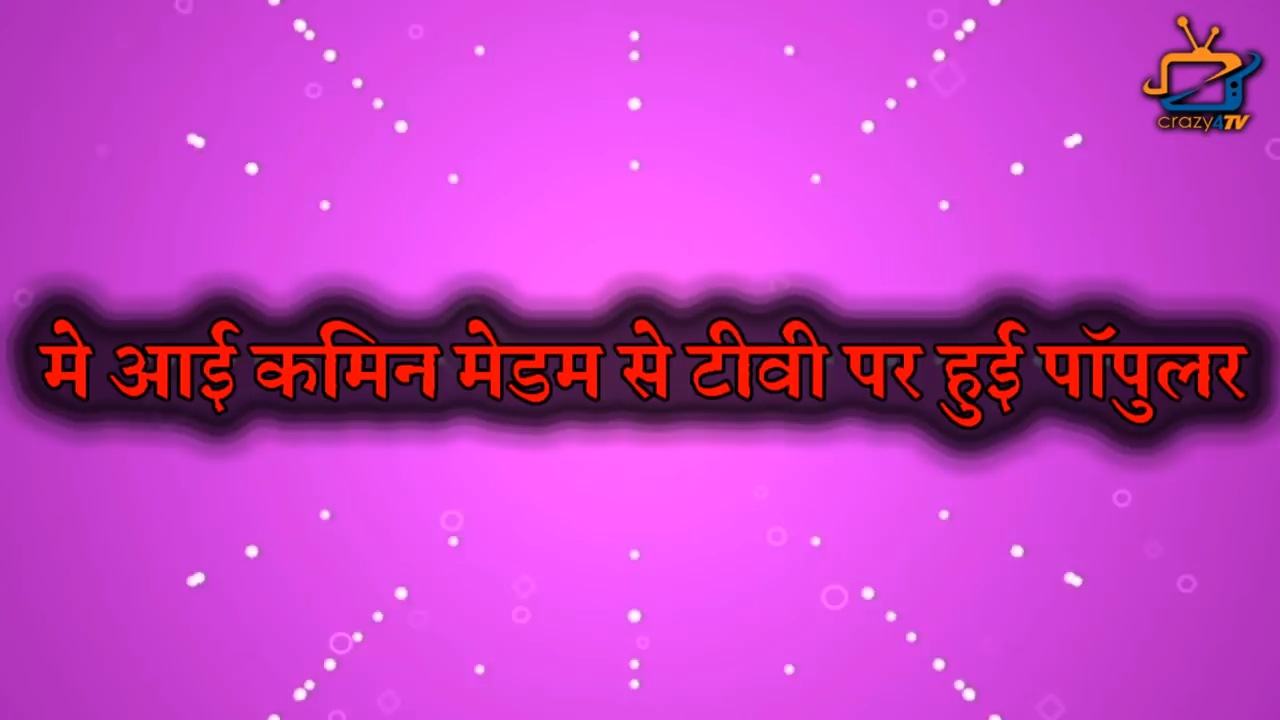 crazy4TV
मे आई कमिन मेडम से टीवी पर हुई पॉपुलर